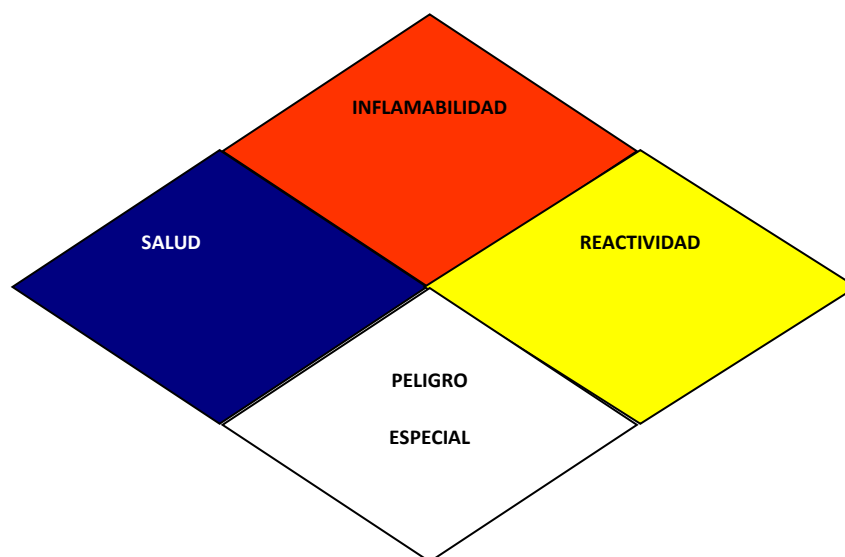 INFLAMABILIDAD
SALUD
REACTIVIDAD
PELIGRO
ESPECIAL